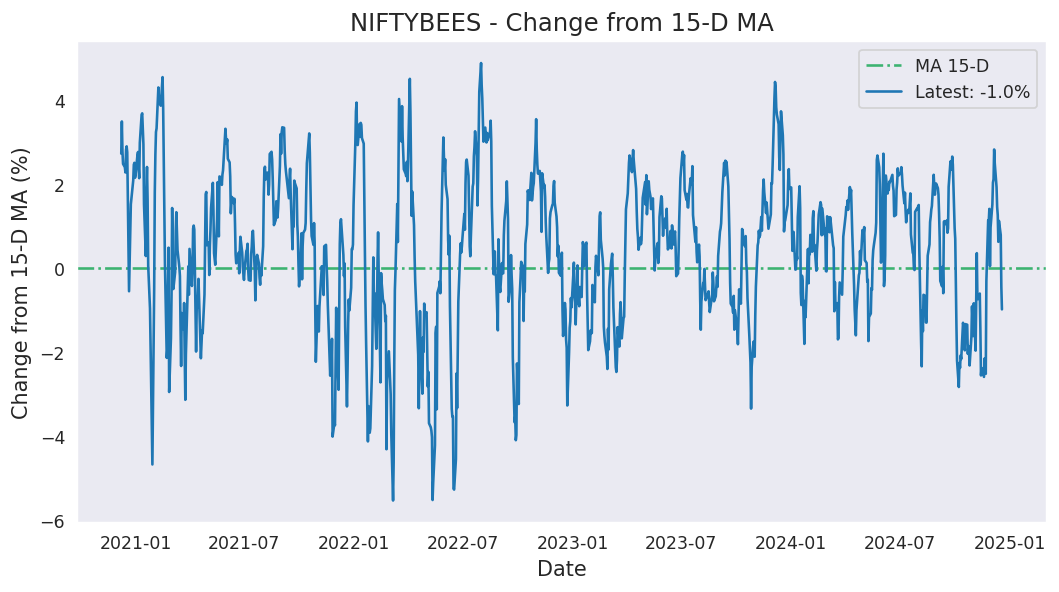 NIFTYBEES - Change from 15-D MA
MA 15-D
Latest: -1.0%
Change from 15-D MA (%)
4
2
0
−2
−4
−6
2021-01 2021-07 2022-01 2022-07 2023-01 2023-07 2024-01 2024-07 2025-01
Date